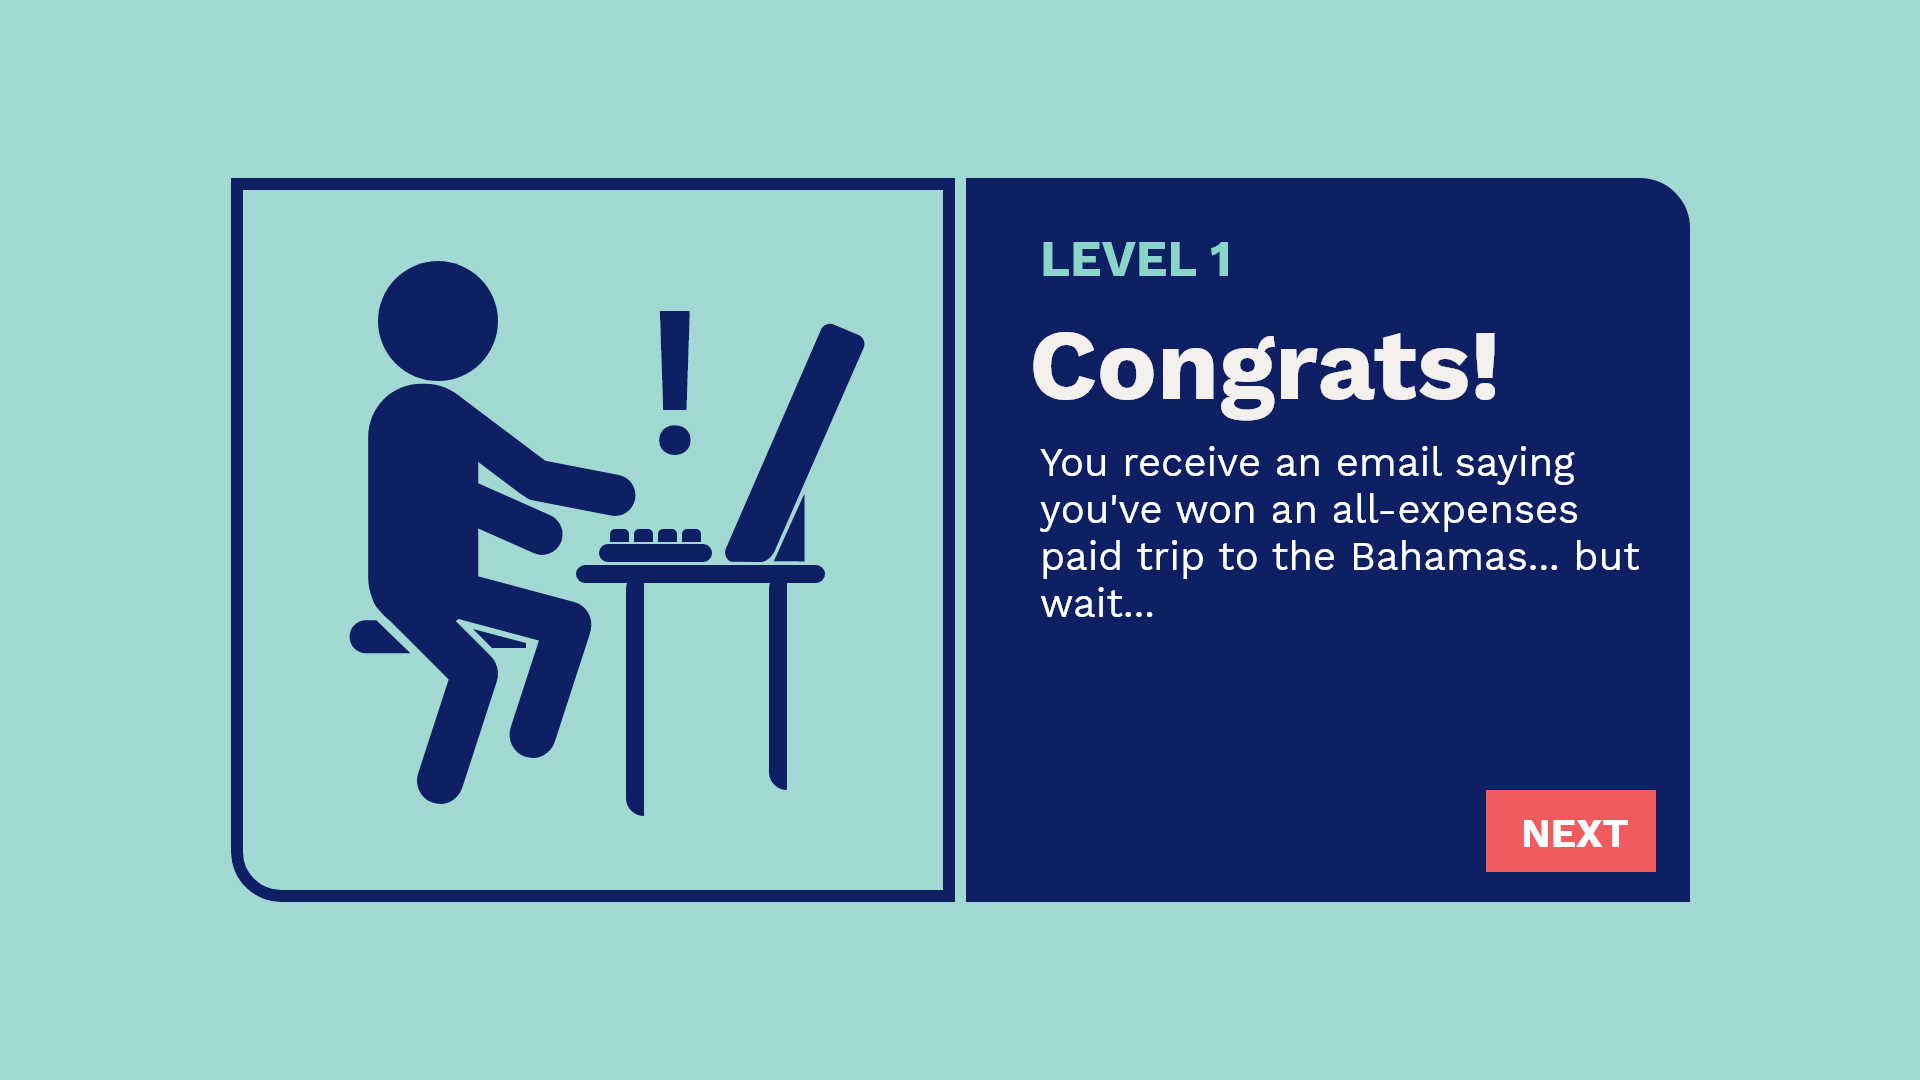 !
LEVEL 1
Congrats!
You receive an email saying
you've won an all-expenses
paid trip to the Bahamas... but
wait...
NEXT